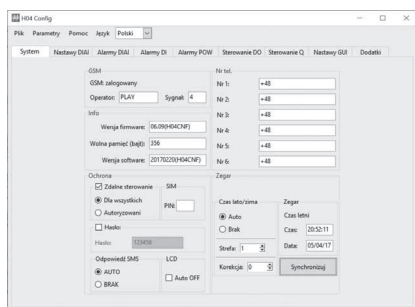 H04 Config
Plik Parametry Pomoc Język Polski
System Nastawy DIAI Alarmy DIAI Alarmy DI Alarmy POW Sterowanie DO Sterowanie Q Nastawy GUI Dodatki
GSM
GSM: zalogowany
Operator: PLAY Sygnał: 4
Info
Wersja firmware: 06.09(H04CNF)
Wolna pamięć (bajt): 356
Wersja software: 20170220(H04CNF)
Ochrona
Zdalne sterowanie
Dla wszystkich
Autoryzowani
SIM
PIN:
Hasło:
Hasło: 123456
Odpowiedź SMS
AUTO
BRAK
LCD
Auto OFF
Nr tel.
Nr 1: +48
Nr 2: +48
Nr 3: +48
Nr 4: +48
Nr 5: +48
Nr 6: +48
Zegar
Czas lato/zima
Auto
Brak
Strefa: 1
Korekcja: 0
Zegar
Czas letni
Czas: 20:52:11
Data: 05/04/17
Synchronizuj